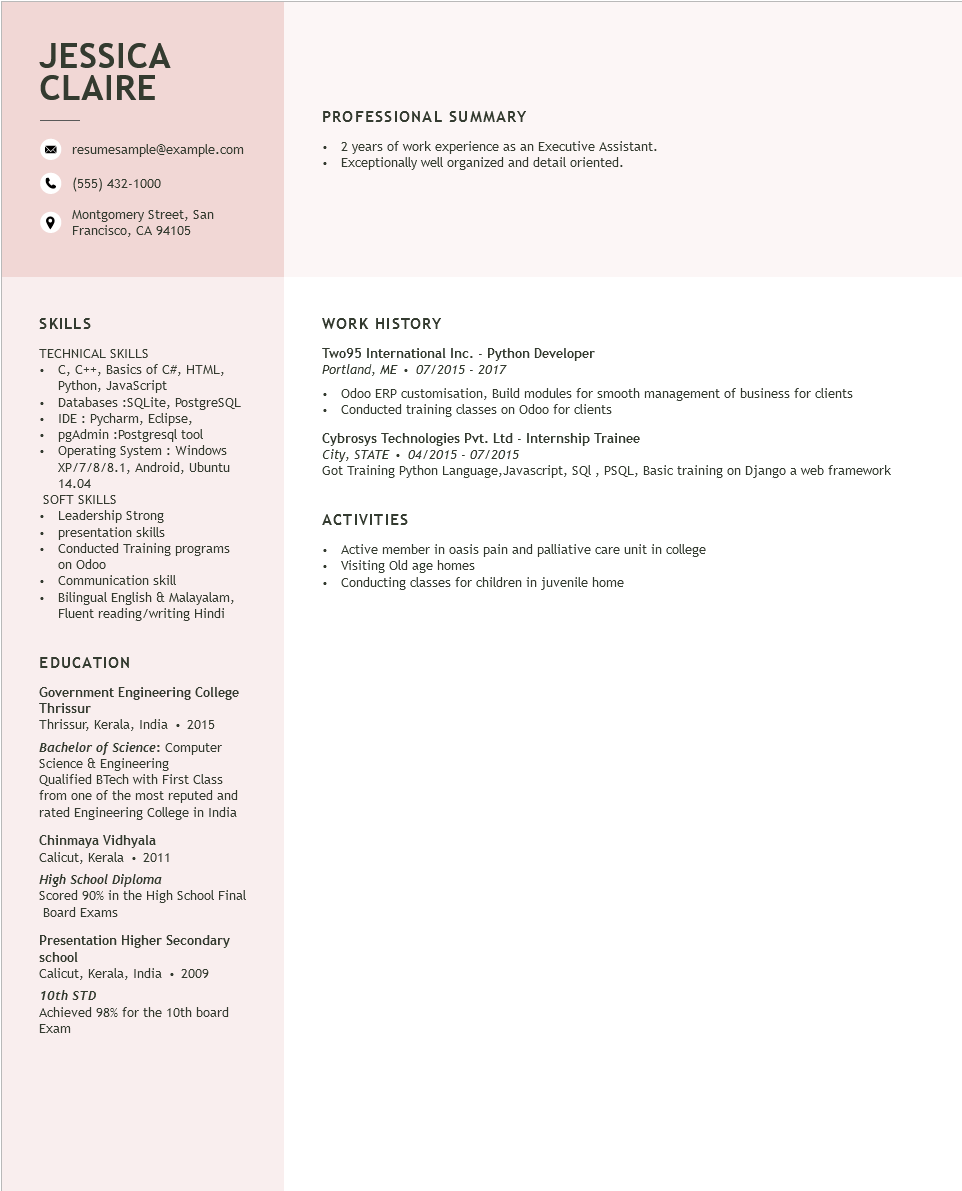 JESSICA
CLAIRE
resumesample@example.com
(555) 432-1000
Montgomery Street, San
Francisco, CA 94105
PROFESSIONAL SUMMARY
• 2 years of work experience as an Executive Assistant.
• Exceptionally well organized and detail oriented.
SKILLS
TECHNICAL SKILLS
• C, C++, Basics of C#, HTML,
Python, JavaScript
• Databases :SQLite, PostgreSQL
• IDE : Pycharm, Eclipse,
• pgAdmin :Postgresql tool
• Operating System : Windows
XP/7/8/8.1, Android, Ubuntu
14.04
SOFT SKILLS
• Leadership Strong
• presentation skills
• Conducted Training programs
on Odoo
• Communication skill
• Bilingual English & Malayalam,
Fluent reading/writing Hindi
EDUCATION
Government Engineering College
Thrissur
Thrissur, Kerala, India • 2015
Bachelor of Science: Computer
Science & Engineering
Qualified BTech with First Class
from one of the most reputed and
rated Engineering College in India
Chinmaya Vidhyala
Calicut, Kerala • 2011
High School Diploma
Scored 90% in the High School Final
Board Exams
Presentation Higher Secondary
school
Calicut, Kerala, India • 2009
10th STD
Achieved 98% for the 10th board
Exam
WORK HISTORY
Two95 International Inc. - Python Developer
Portland, ME • 07/2015 - 2017
• Odoo ERP customisation, Build modules for smooth management of business for clients
• Conducted training classes on Odoo for clients
Cybrosys Technologies Pvt. Ltd - Internship Trainee
City, STATE • 04/2015 - 07/2015
Got Training Python Language,Javascript, SQl , PSQL, Basic training on Django a web framework
ACTIVITIES
• Active member in oasis pain and palliative care unit in college
• Visiting Old age homes
• Conducting classes for children in juvenile home